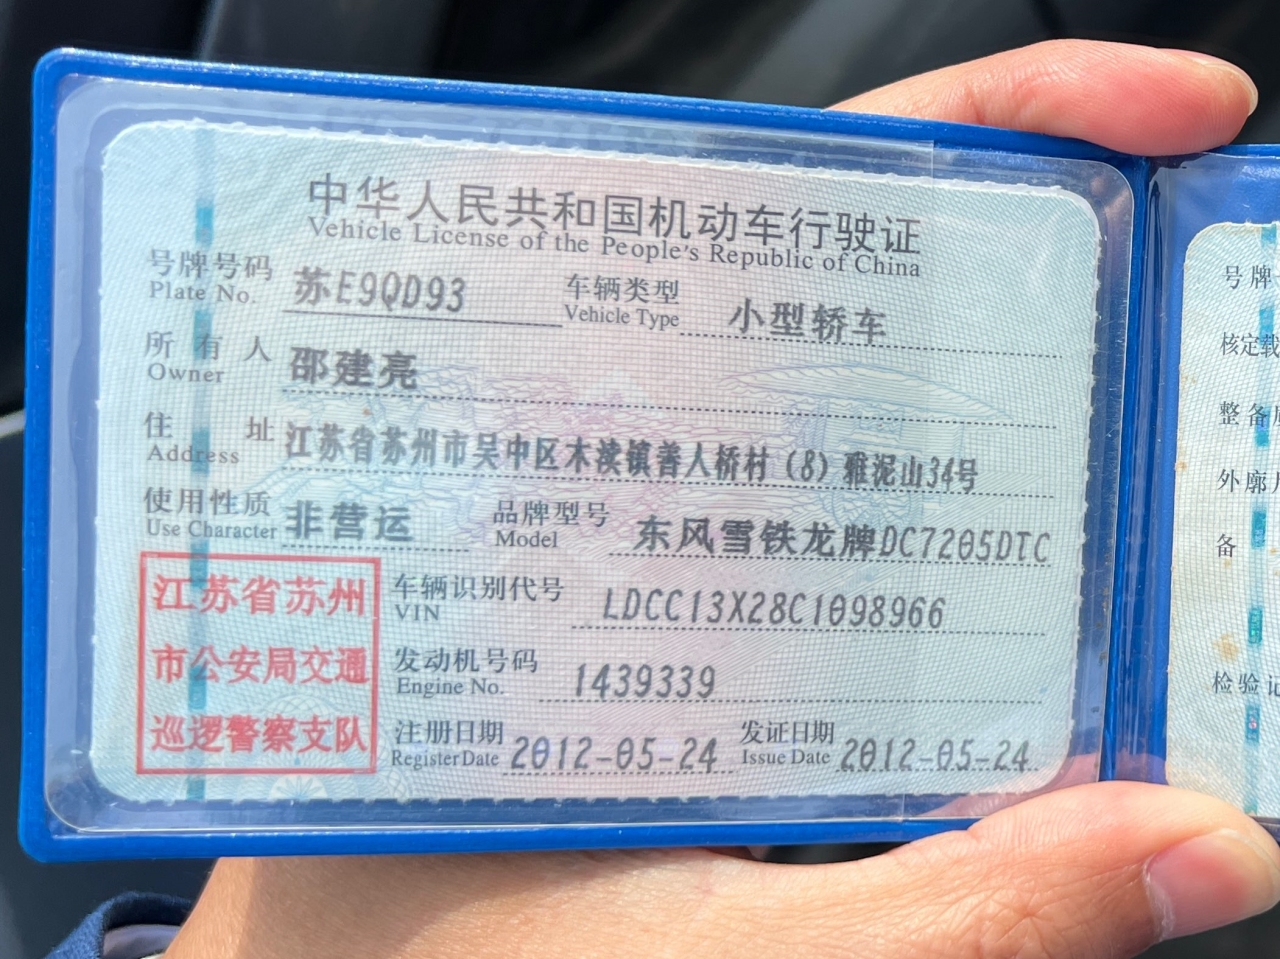 中华人民共和国机动车行驶证
Vehicle License of the People's Republic of China
号牌号码 苏E9QD93 车辆类型 小型轿车
Plate No. Vehicle Type
所有人 邵建亮
Owner
住址 江苏省苏州市吴中区木渎镇善人桥村（8）雅泥山34号
Address
使用性质 非营运 品牌型号 东风雪铁龙牌DC7205DTC
Use Character Model
江苏省苏州
市公安局交通
巡逻警察支队
车辆识别代号 LDCC13X28C1098966
VIN
发动机号码 1439339
Engine No.
注册日期 2012-05-24 发证日期 2012-05-24
Register Date Issue Date
号牌
核定载
整备
外廓
备
检验记